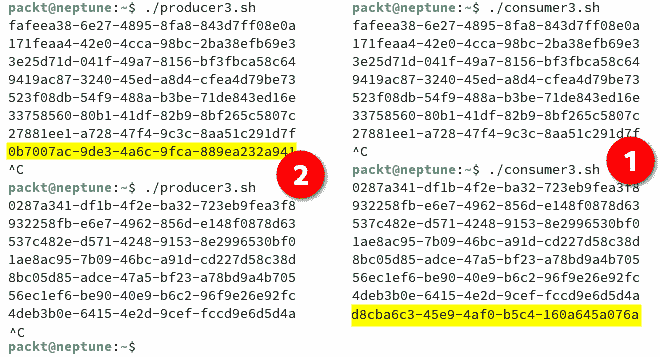 packt@neptune:~$ ./producer3.sh
fafeea38-6e27-4895-8fa8-843d7ff08e0a
171feaa4-42e0-4cca-98bc-2ba38efb69e3
3e25d71d-041f-49a7-8156-bf3fbca58c64
9419ac87-3240-45ed-a8d4-cfea4d79be73
523f08db-54f9-488a-b3be-71de843ed16e
33758560-80b1-41df-82b9-8bf265c5807c
27881ee1-a728-47f4-9c3c-8aa51c291d7f
0b7007ac-9de3-4a6c-9fca-889ea232a941
^C
packt@neptune:~$ ./producer3.sh
0287a341-df1b-4f2e-ba32-723eb9fea3f8
932258fb-e6e7-4962-856d-e148f0878d63
537c482e-d571-4248-9153-8e2996530bf0
1ae8ac95-7b09-46bc-a91d-cd227d58c38d
8bc05d85-adce-47a5-bf23-a78bd9a4b705
56ec1ef6-be90-40e9-b6c2-96f9e26e92fc
4deb3b0e-6415-4e2d-9cef-fccd9e6d5d4a
^C
packt@neptune:~$
2
packt@neptune:~$ ./consumer3.sh
fafeea38-6e27-4895-8fa8-843d7ff08e0a
171feaa4-42e0-4cca-98bc-2ba38efb69e3
3e25d71d-041f-49a7-8156-bf3fbca58c64
9419ac87-3240-45ed-a8d4-cfea4d79be73
523f08db-54f9-488a-b3be-71de843ed16e
33758560-80b1-41df-82b9-8bf265c5807c
27881ee1-a728-47f4-9c3c-8aa51c291d7f
^C
packt@neptune:~$ ./consumer3.sh
0287a341-df1b-4f2e-ba32-723eb9fea3f8
932258fb-e6e7-4962-856d-e148f0878d63
537c482e-d571-4248-9153-8e2996530bf0
1ae8ac95-7b09-46bc-a91d-cd227d58c38d
8bc05d85-adce-47a5-bf23-a78bd9a4b705
56ec1ef6-be90-40e9-b6c2-96f9e26e92fc
4deb3b0e-6415-4e2d-9cef-fccd9e6d5d4a
d8cba6c3-45e9-4af0-b5c4-160a645a076a
1